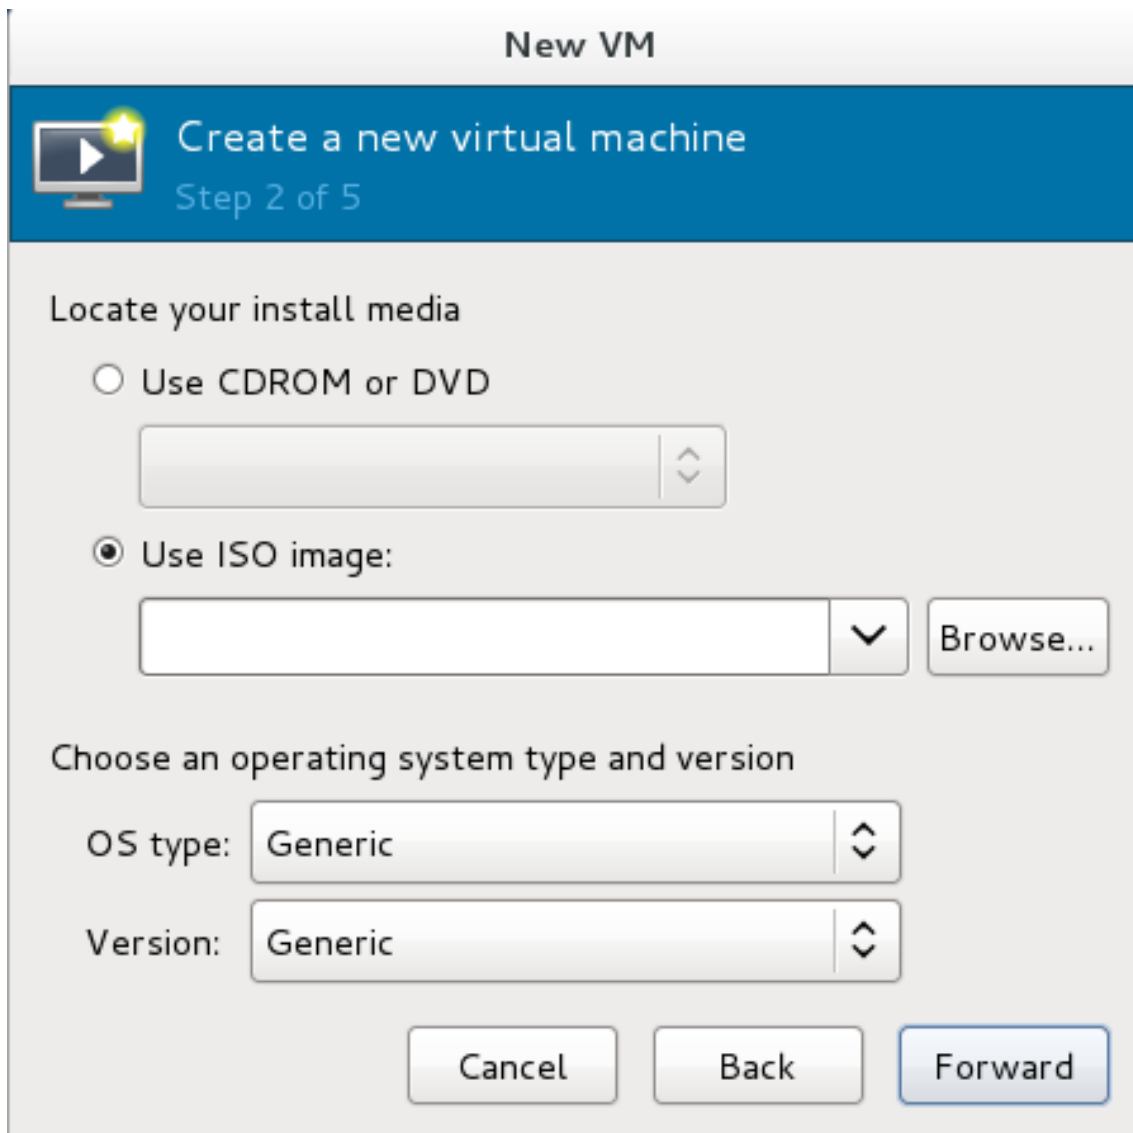 New VM
Create a new virtual machine
Step 2 of 5
Locate your install media
Use CDROM or DVD
Use ISO image:
Browse...
Choose an operating system type and version
OS type: Generic
Version: Generic
Cancel Back Forward